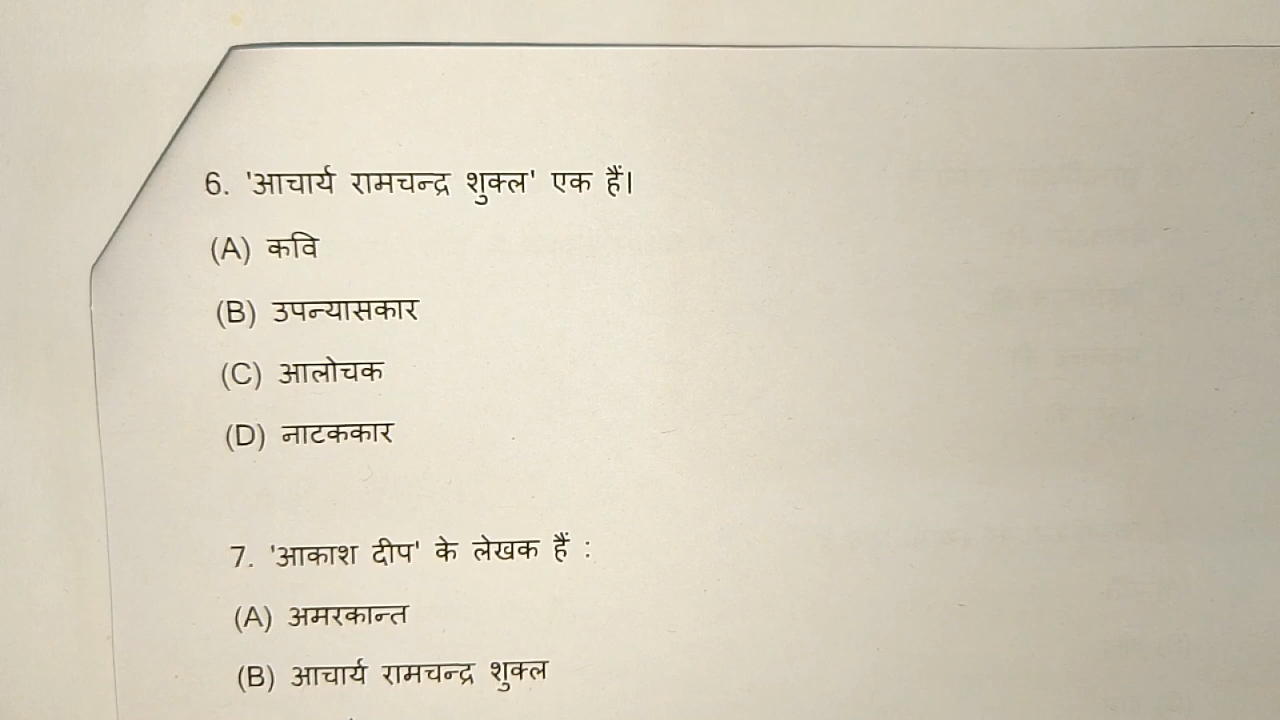 6. 'आचार्य रामचन्द्र शुक्ल' एक हैं।
(A) कवि
(B) उपन्यासकार
(C) आलोचक
(D) नाटककार
7. 'आकाश दीप' के लेखक हैं :
(A) अमरकान्त
(B) आचार्य रामचन्द्र शुक्ल